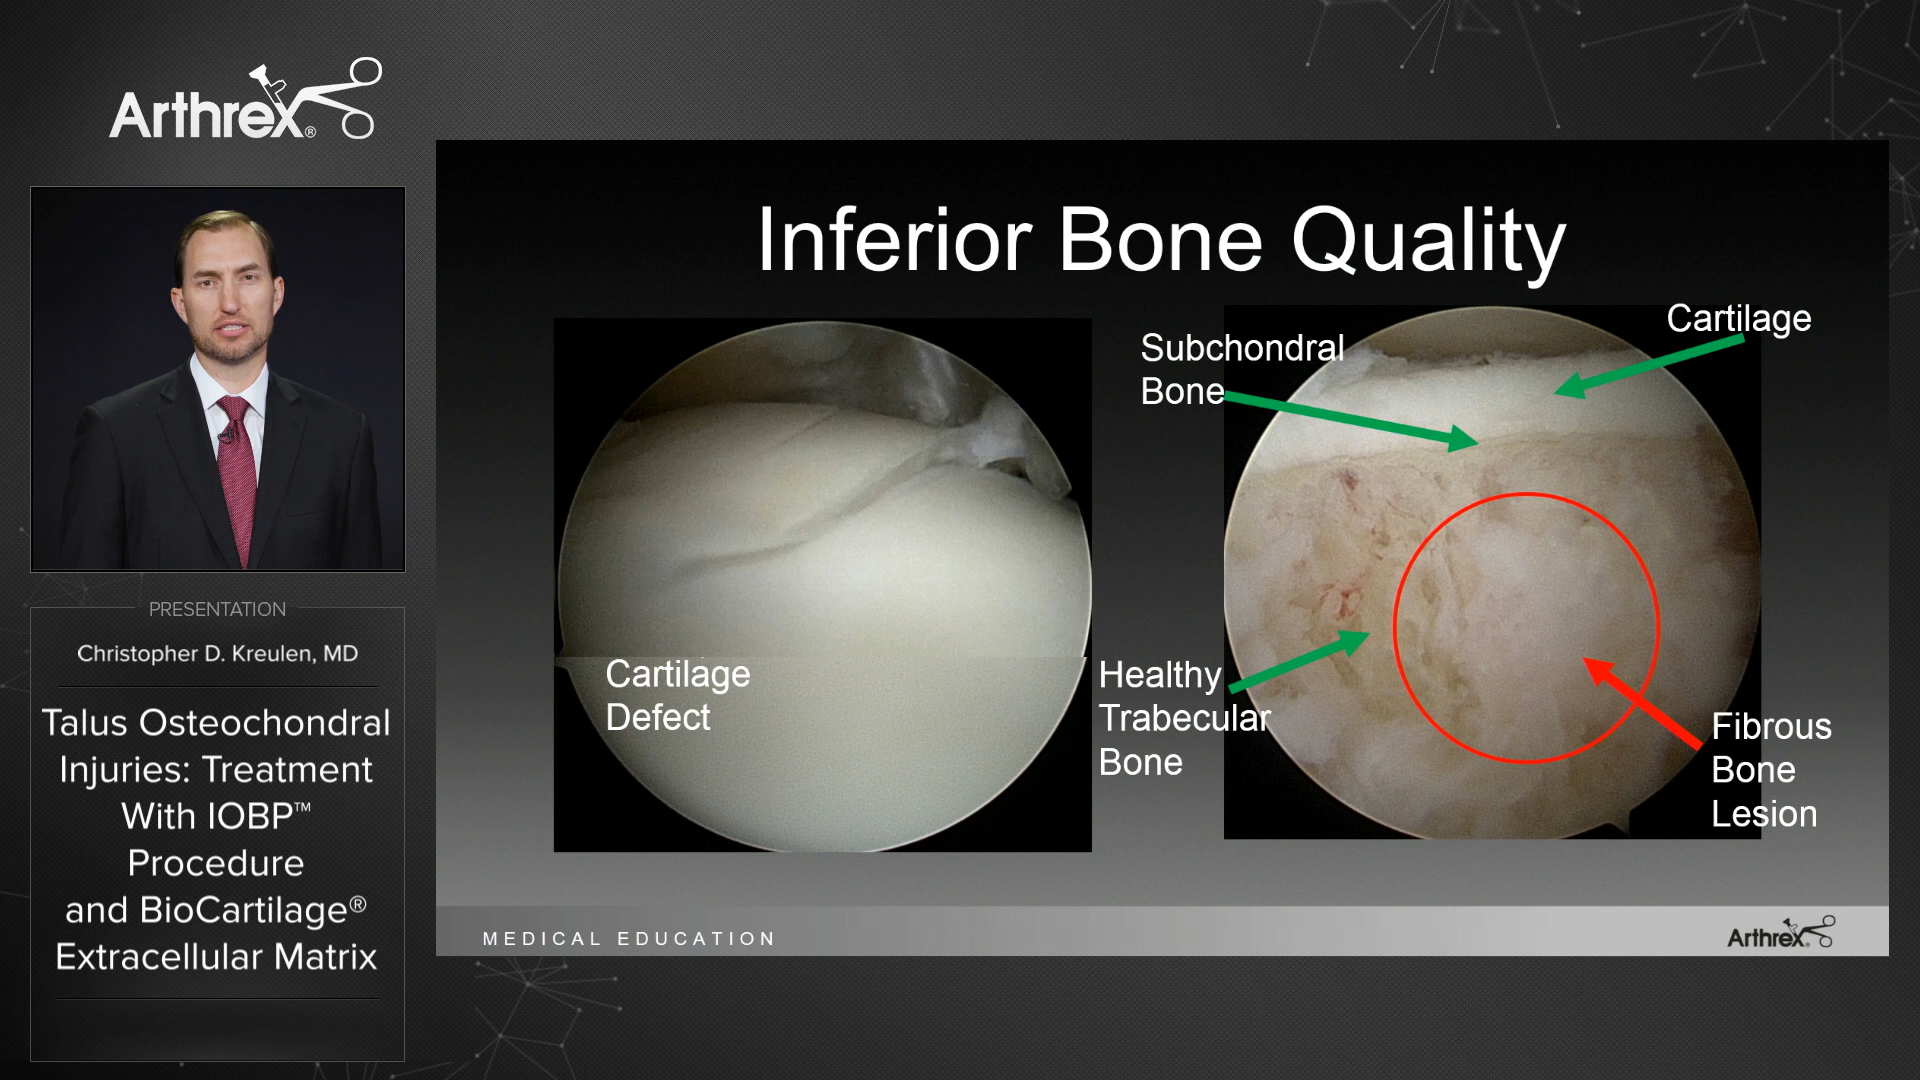 Arthrex®
PRESENTATION
Christopher D. Kreulen, MD
Talus Osteochondral
Injuries: Treatment
With IOBP™
Procedure
and BioCartilage®
Extracellular Matrix
Inferior Bone Quality
Cartilage
Defect
Subchondral
Bone
Cartilage
Healthy
Trabecular
Bone
Fibrous
Bone
Lesion
MEDICAL EDUCATION
Arthrex®